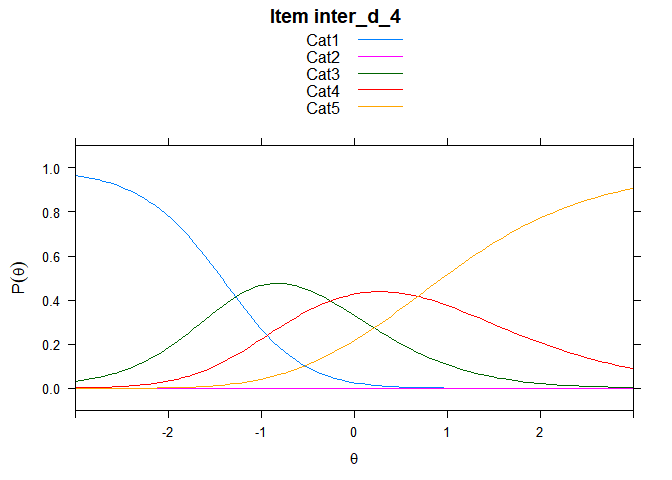 Item inter_d_4
Cat1
Cat2
Cat3
Cat4
Cat5
1.0
0.8
0.6
0.4
0.2
0.0
P(θ)
-2 -1 0 1 2
θ